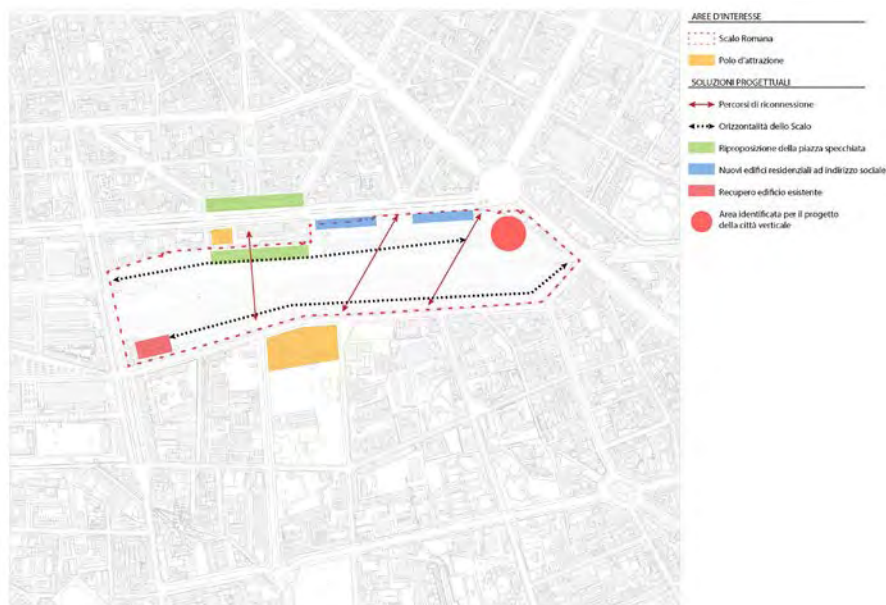 AREE D'INTERESSE
Scalo Romana
Polo d'attrazione
SOLUZIONI PROGETTUALI
Percorsi di riconnessione
Orizzontalità dello Scalo
Riproposizione della piazza specchiata
Nuovi edifici residenziali ad indirizzo sociale
Recupero edificio esistente
Area identificata per il progetto
della città verticale